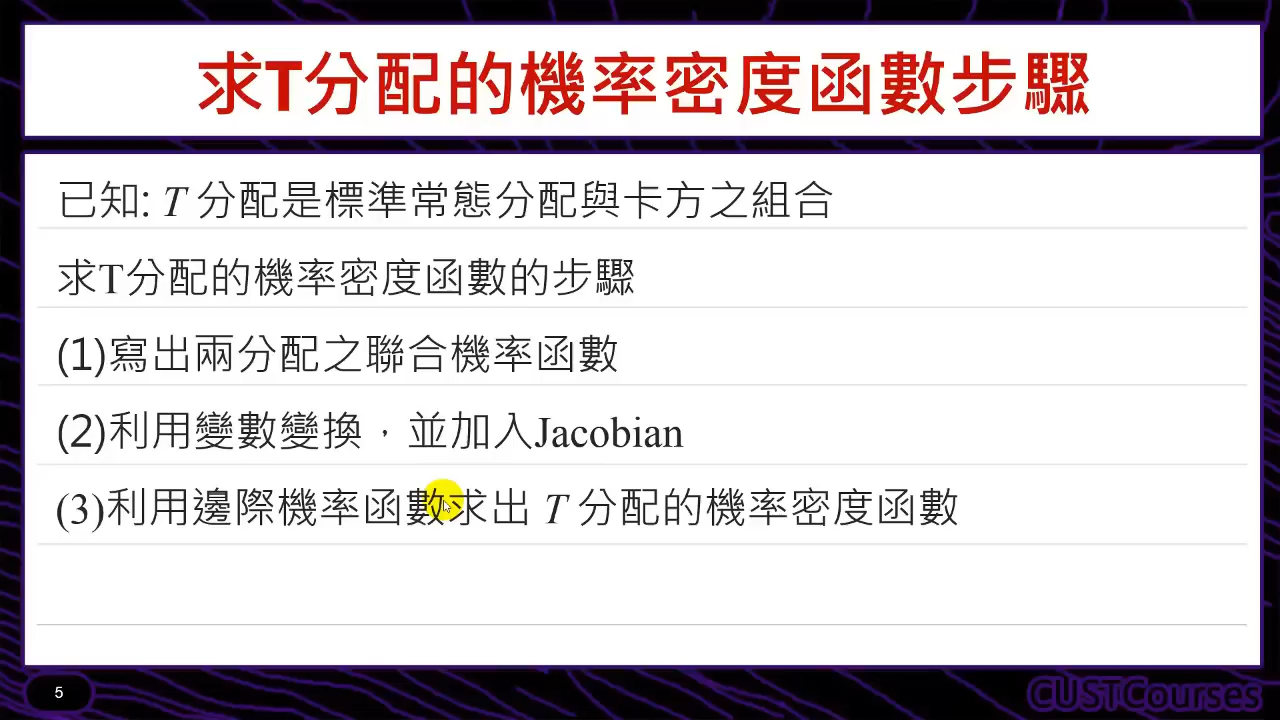 求T分配的機率密度函數步驟
已知: T 分配是標準常態分配與卡方之組合
求T分配的機率密度函數的步驟
(1)寫出兩分配之聯合機率函數
(2)利用變數變換，並加入Jacobian
(3)利用邊際機率函數求出 T 分配的機率密度函數
5
CUSTCourses